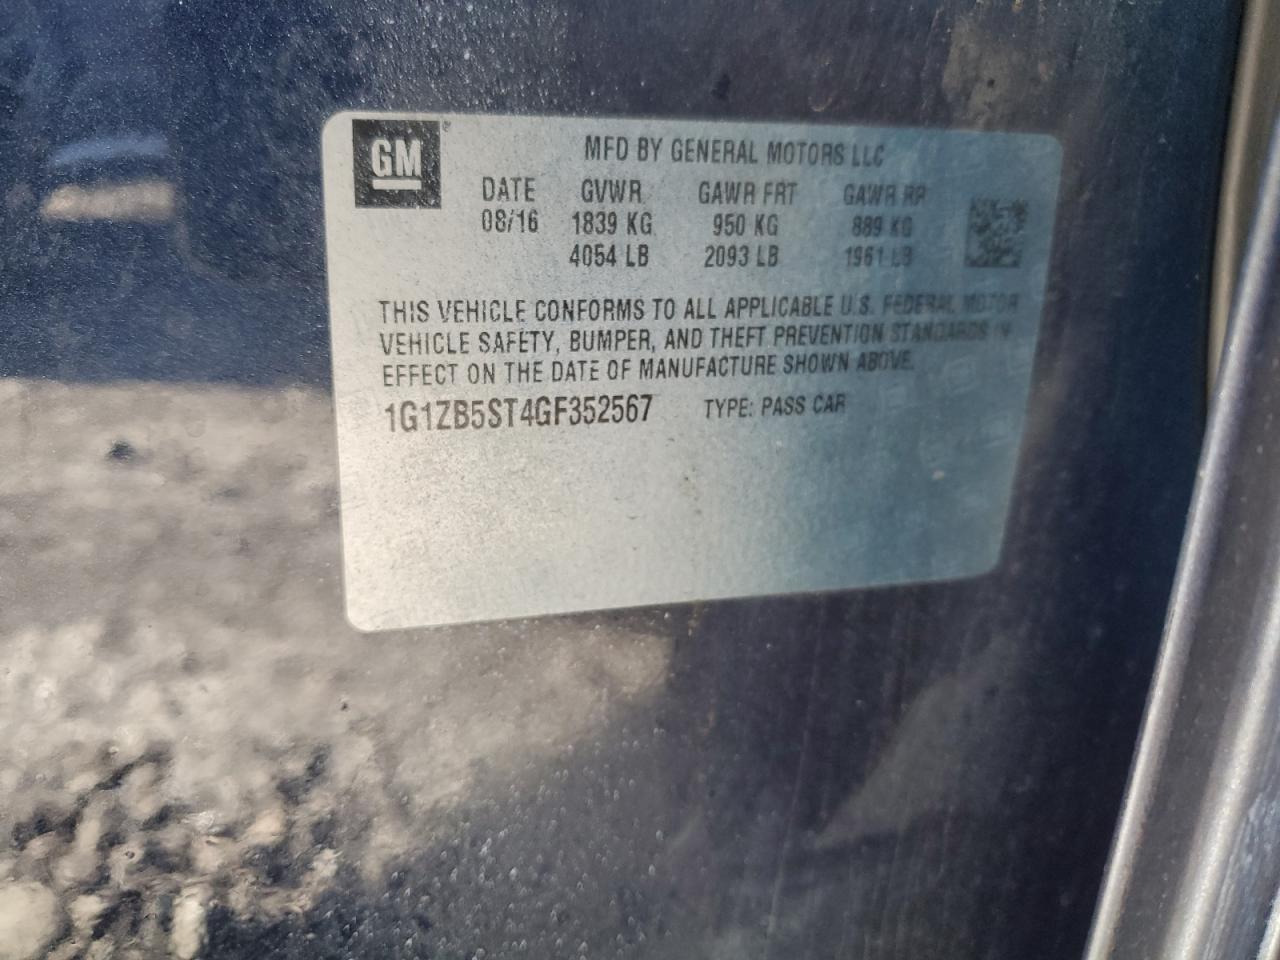 GM
MFD BY GENERAL MOTORS LLC
DATE GVWR GAWR FRT GAWR RR
08/16 1839 KG 950 KG 889 KG
4054 LB 2093 LB 1961 LB
THIS VEHICLE CONFORMS TO ALL APPLICABLE U.S. FEDERAL MOTOR
VEHICLE SAFETY, BUMPER, AND THEFT PREVENTION STANDARDS IN
EFFECT ON THE DATE OF MANUFACTURE SHOWN ABOVE.
1G1ZB5ST4GF352567 TYPE: PASS CAR